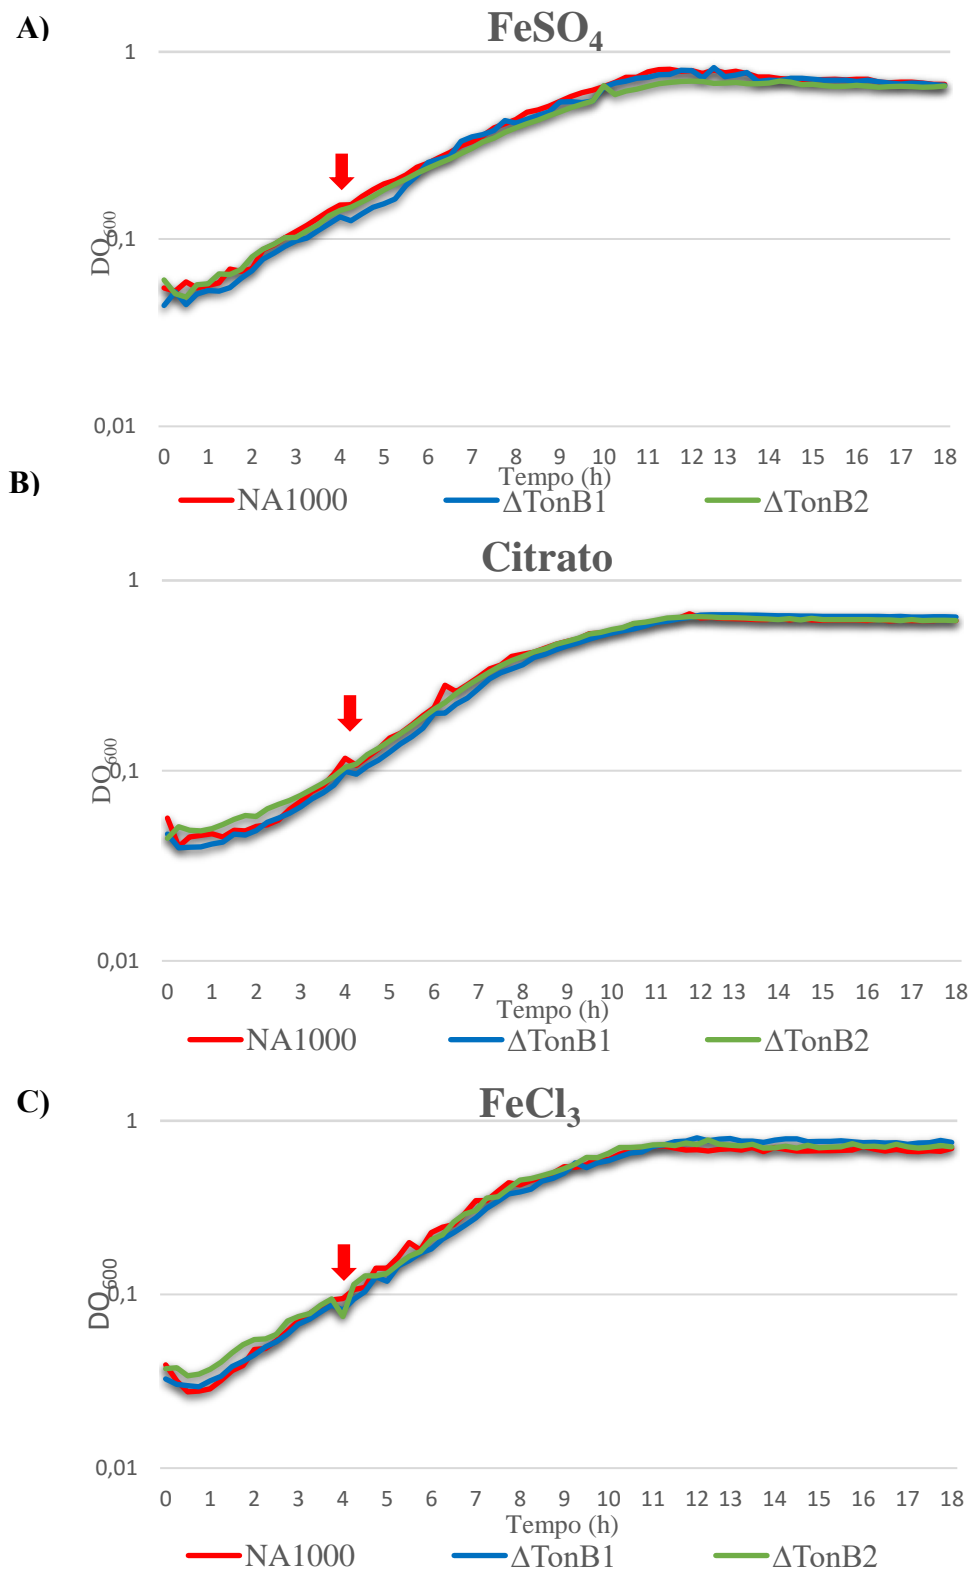 A)
FeSO₄
1
0,1
0,01
DO₆₀₀
0 1 2 3 4 5 6 7 8 9 10 11 12 13 14 15 16 17 18
Tempo (h)
NA1000 ΔTonB1 ΔTonB2
B)
Citrato
1
0,1
0,01
DO₆₀₀
0 1 2 3 4 5 6 7 8 9 10 11 12 13 14 15 16 17 18
Tempo (h)
NA1000 ΔTonB1 ΔTonB2
C)
FeCl₃
1
0,1
0,01
DO₆₀₀
0 1 2 3 4 5 6 7 8 9 10 11 12 13 14 15 16 17 18
Tempo (h)
NA1000 ΔTonB1 ΔTonB2